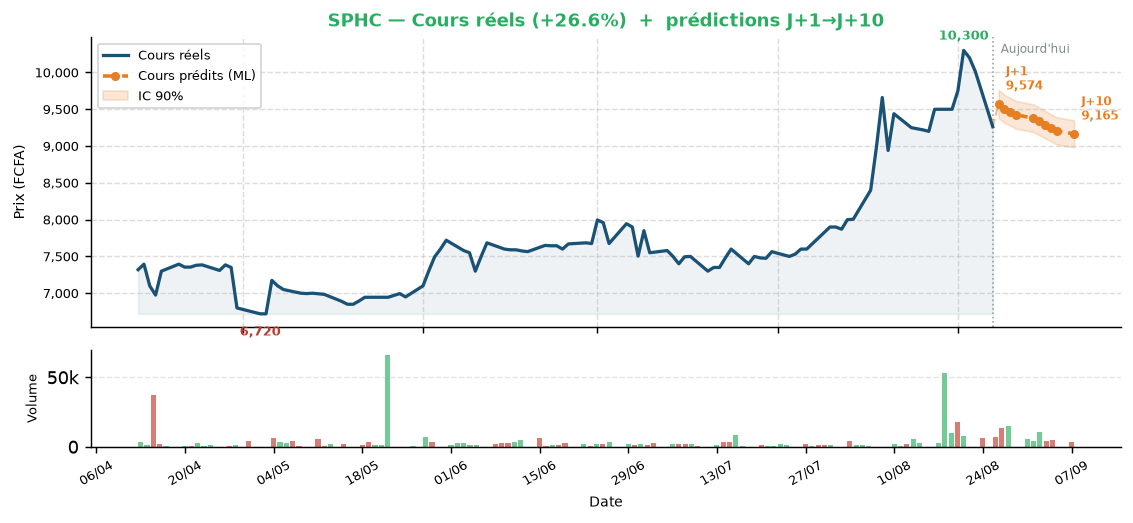 SPHC — Cours réels (+26.6%) + prédictions J+1→J+10
Cours réels
Cours prédits (ML)
IC 90%
10,300
Aujourd'hui
J+1
9,574
J+10
9,165
6,720
Prix (FCFA)
10,000
9,500
9,000
8,500
8,000
7,500
7,000
Volume
50k
0
06/04
20/04
04/05
18/05
01/06
15/06
29/06
13/07
27/07
10/08
24/08
07/09
Date